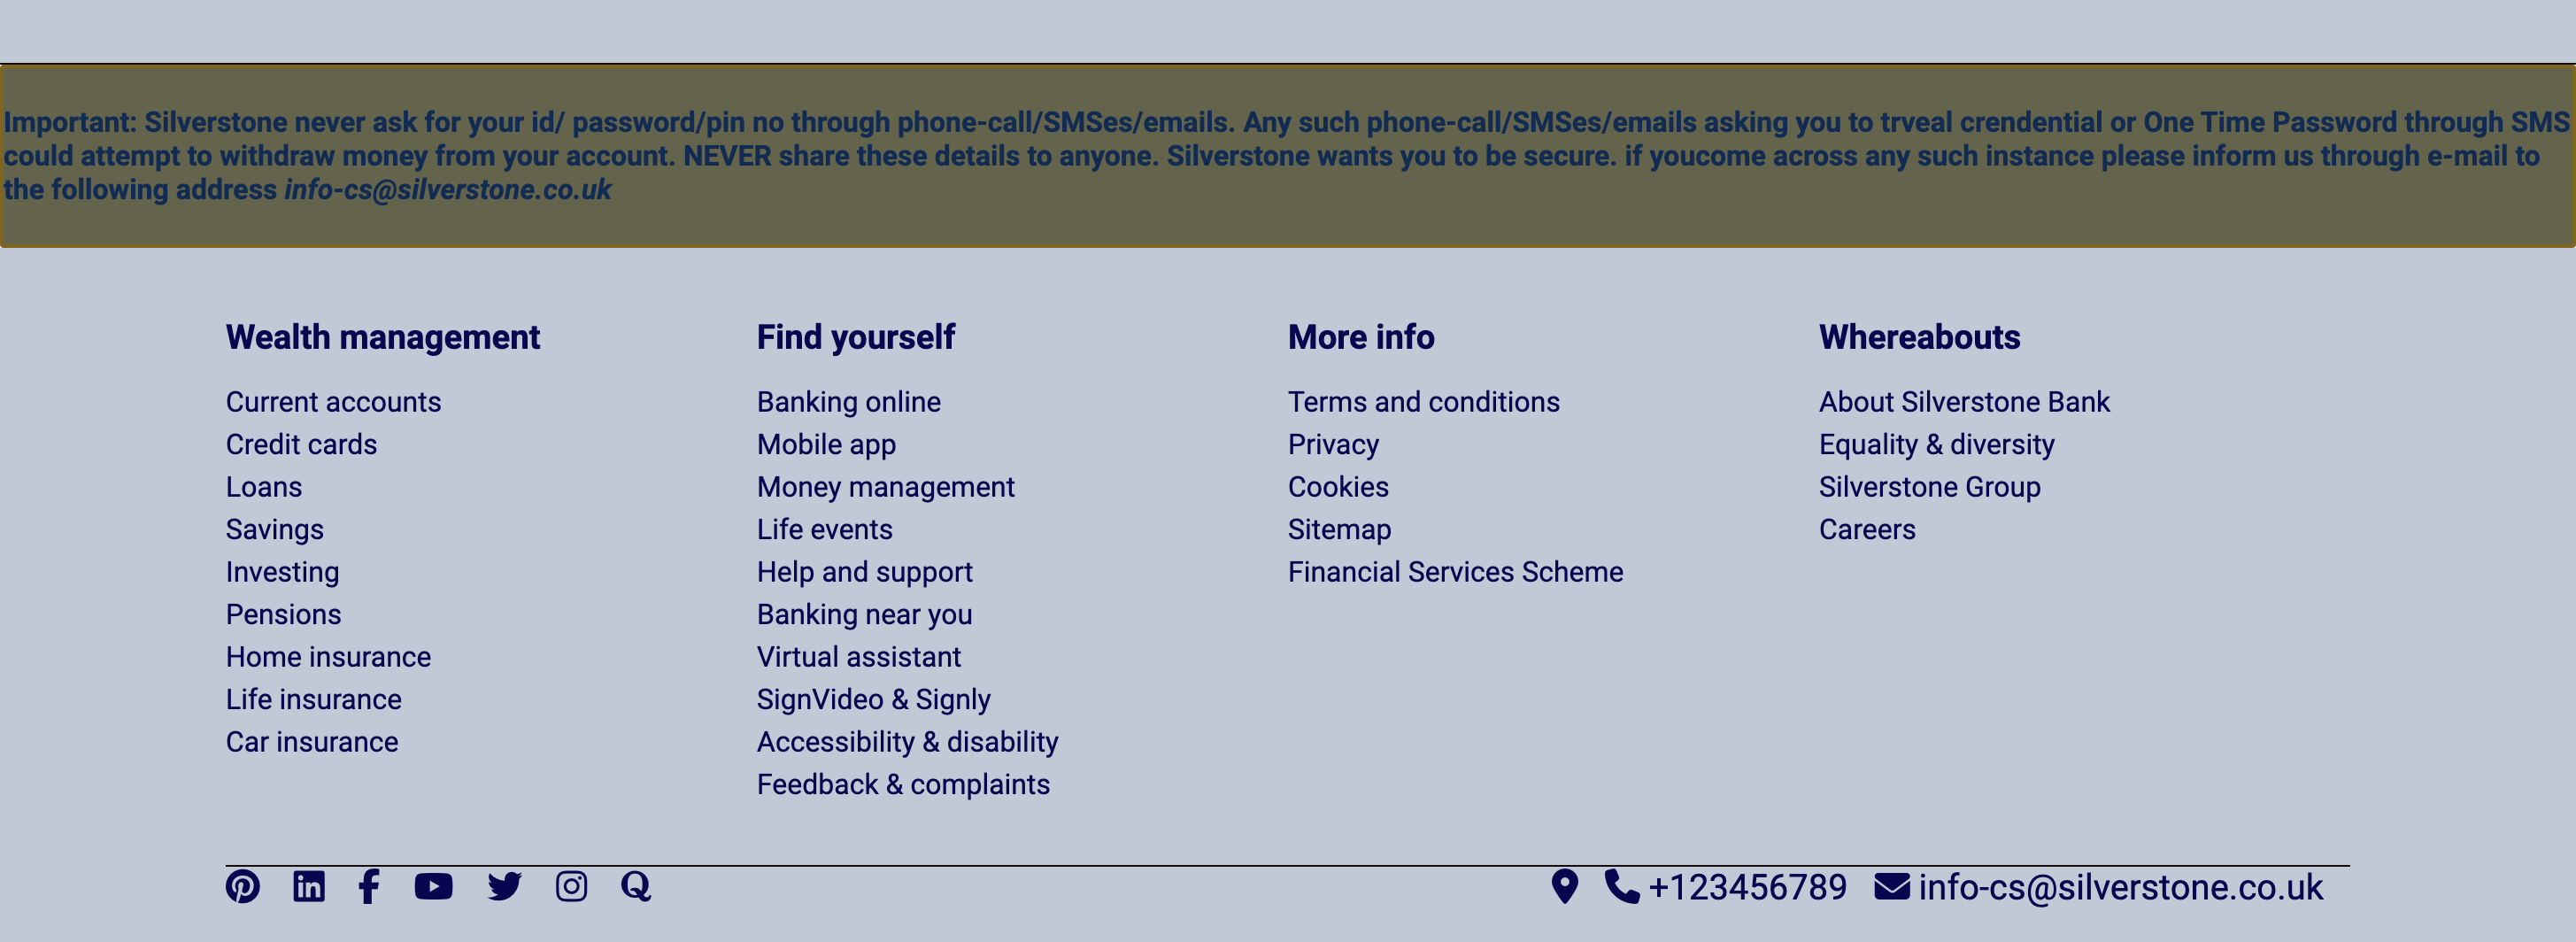 Important: Silverstone never ask for your id/ password/pin no through phone-call/SMSes/emails. Any such phone-call/SMSes/emails asking you to trveal crendential or One Time Password through SMS
could attempt to withdraw money from your account. NEVER share these details to anyone. Silverstone wants you to be secure. if youcome across any such instance please inform us through e-mail to
the following address info-cs@silverstone.co.uk
Wealth management
Current accounts
Credit cards
Loans
Savings
Investing
Pensions
Home insurance
Life insurance
Car insurance
Find yourself
Banking online
Mobile app
Money management
Life events
Help and support
Banking near you
Virtual assistant
SignVideo & Signly
Accessibility & disability
Feedback & complaints
More info
Terms and conditions
Privacy
Cookies
Sitemap
Financial Services Scheme
Whereabouts
About Silverstone Bank
Equality & diversity
Silverstone Group
Careers
+123456789 info-cs@silverstone.co.uk